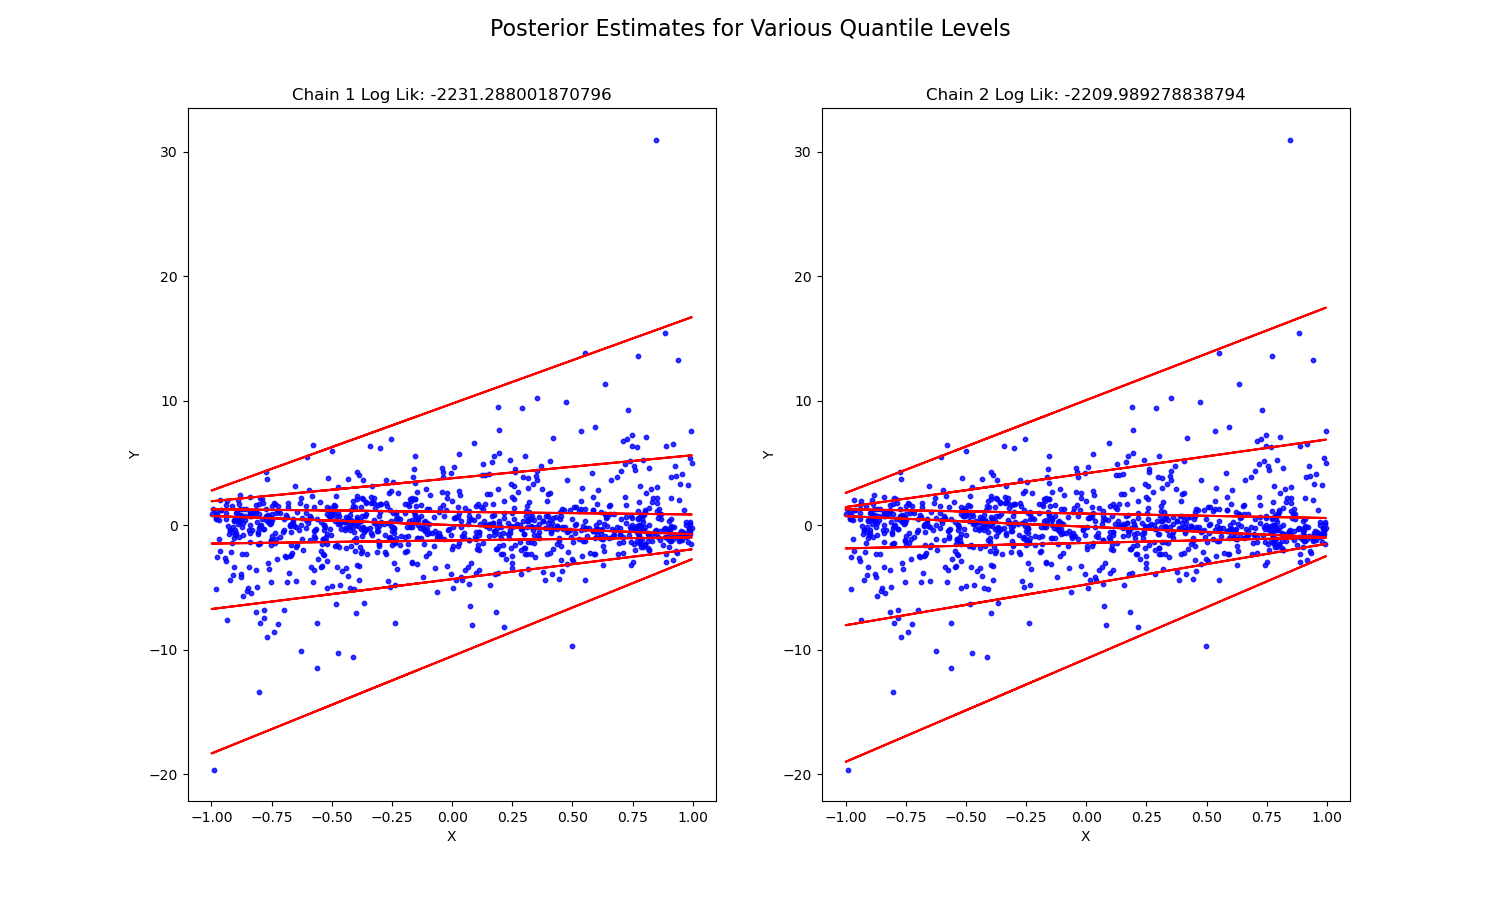 Posterior Estimates for Various Quantile Levels
Chain 1 Log Lik: -2231.288001870796
30
20
10
0
−10
−20
Y
−1.00 −0.75 −0.50 −0.25 0.00 0.25 0.50 0.75 1.00
X
Chain 2 Log Lik: -2209.989278838794
30
20
10
0
−10
−20
Y
−1.00 −0.75 −0.50 −0.25 0.00 0.25 0.50 0.75 1.00
X